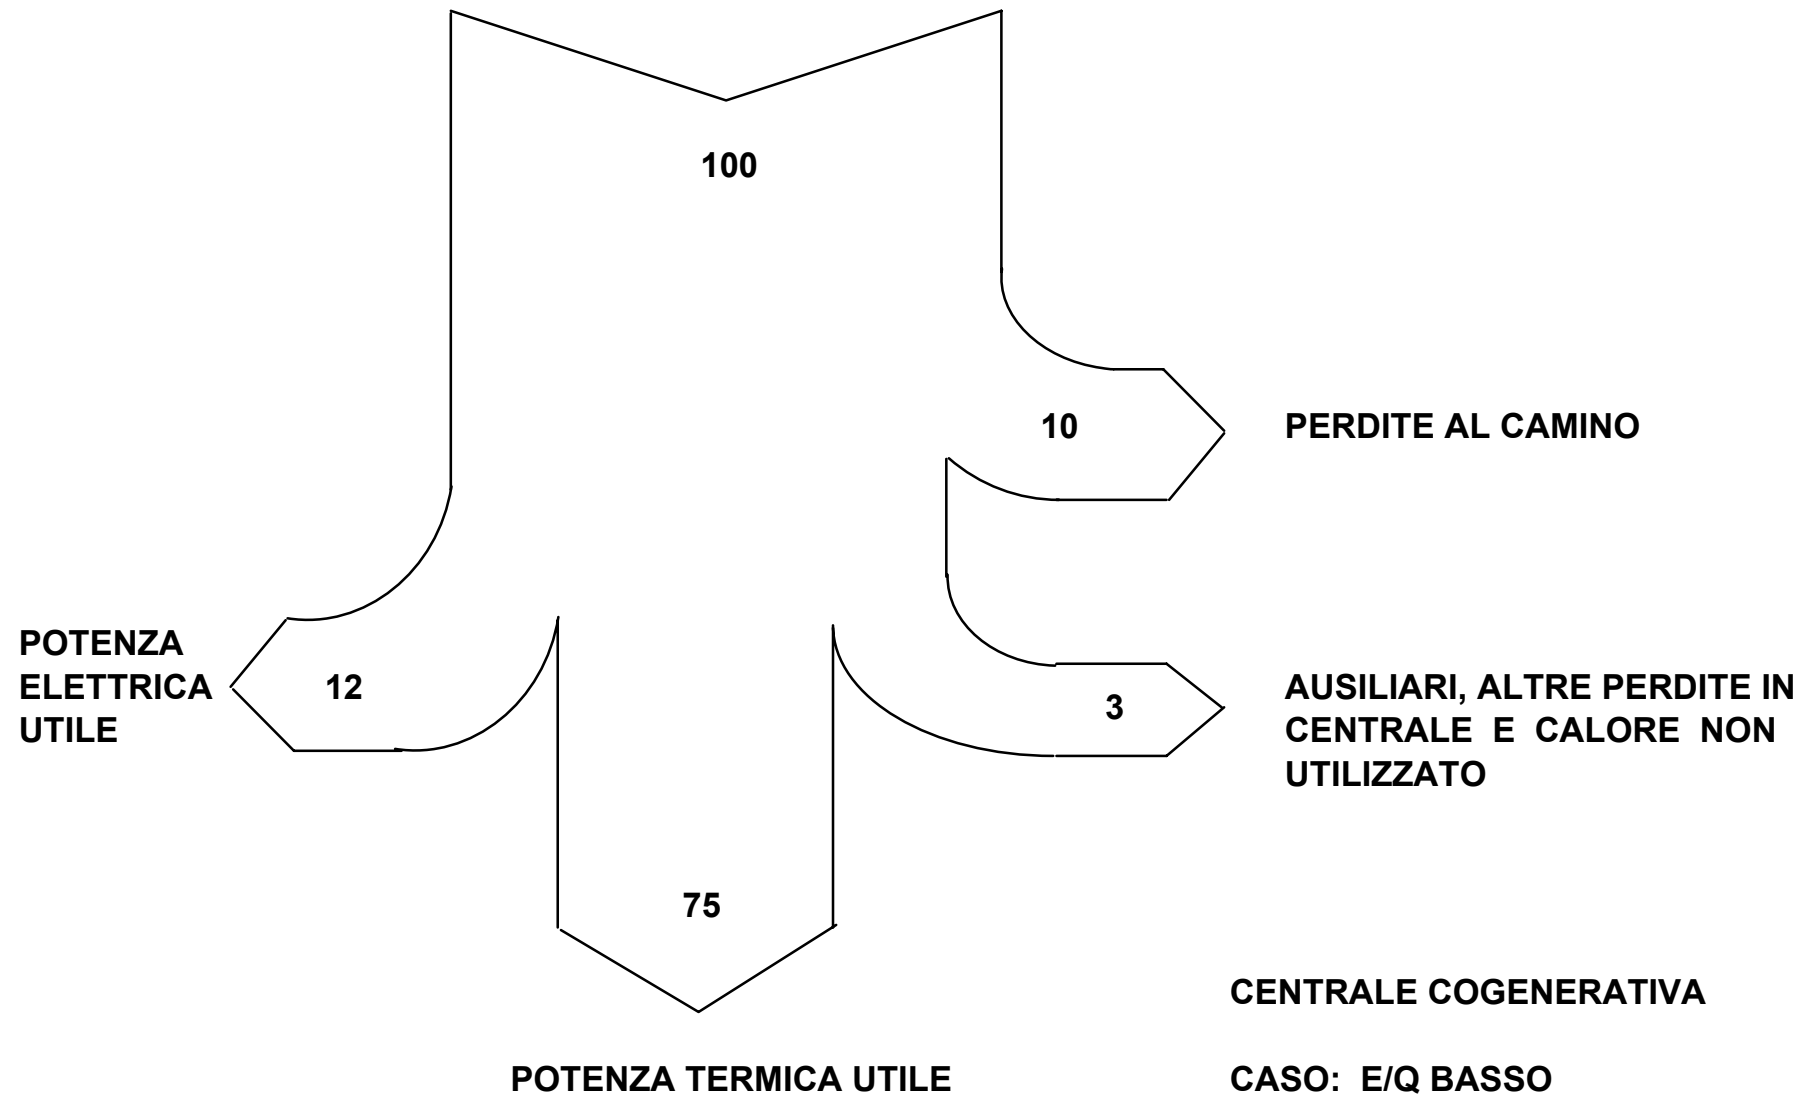 100
10
PERDITE AL CAMINO
POTENZA
ELETTRICA
UTILE
12
3
AUSILIARI, ALTRE PERDITE IN
CENTRALE E CALORE NON
UTILIZZATO
75
CENTRALE COGENERATIVA
POTENZA TERMICA UTILE
CASO: E/Q BASSO